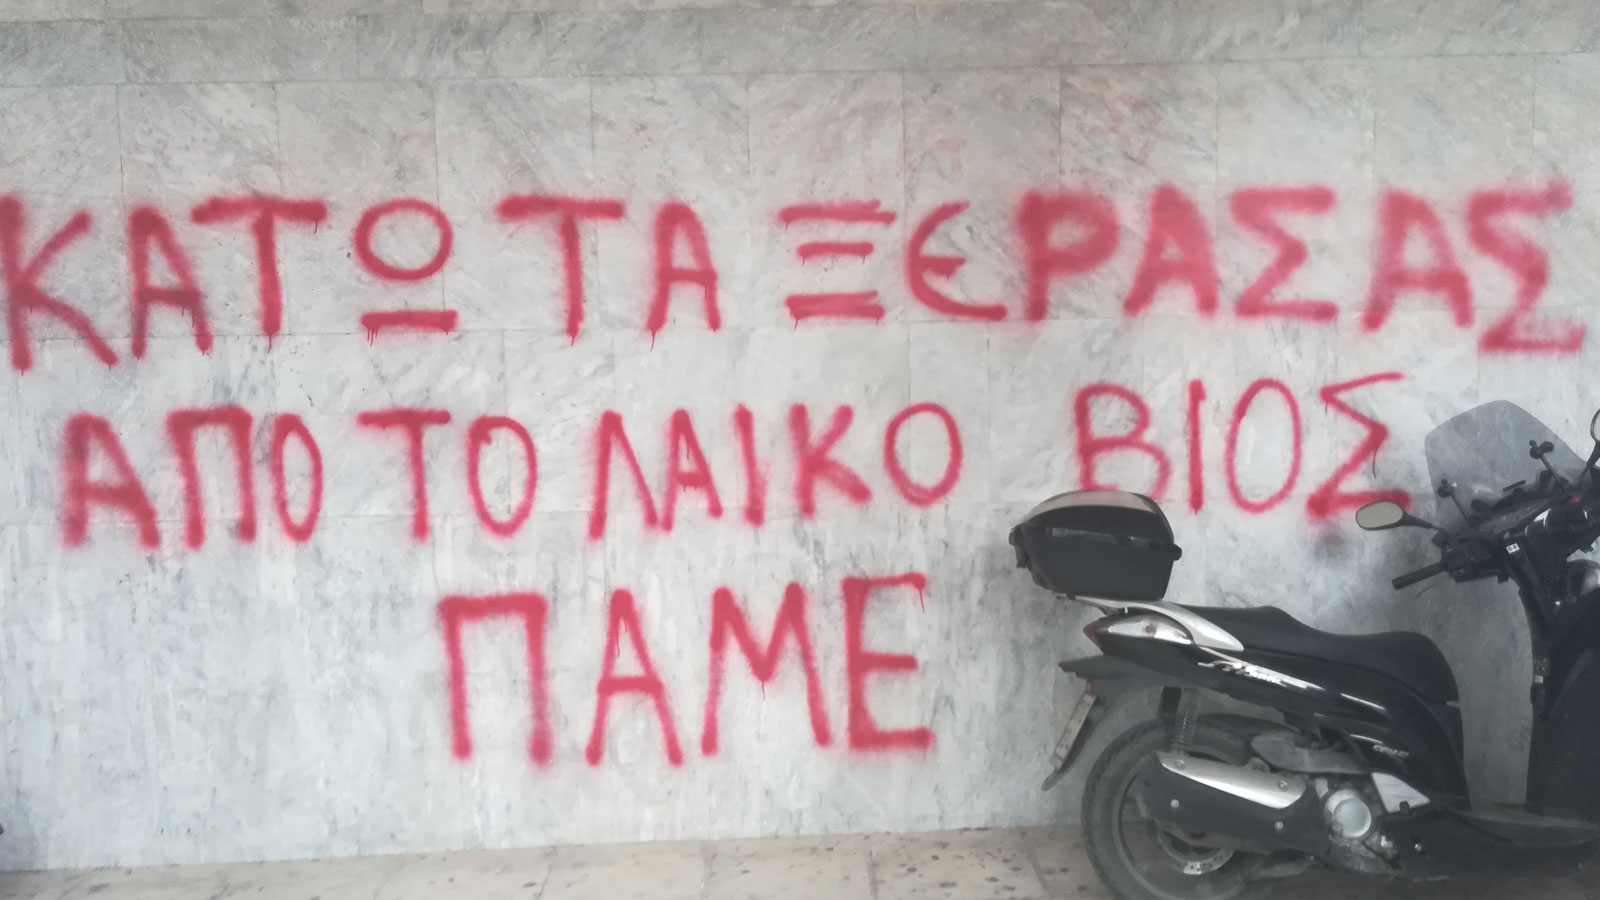 ΚΑΤΩ ΤΑ ΞΕΡΑΣΑΣ
ΑΠΟ ΤΟ ΛΑΙΚΟ ΒΙΟΣ
ΠΑΜΕ